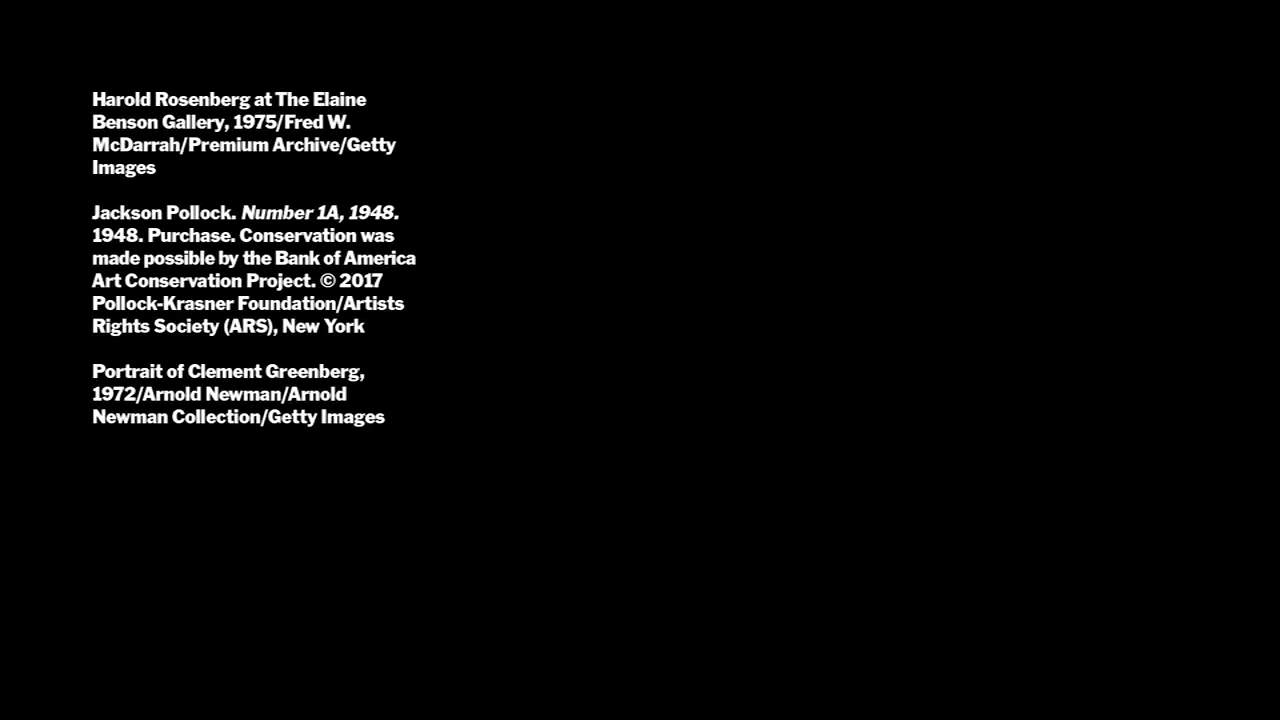 Harold Rosenberg at The Elaine
Benson Gallery, 1975/Fred W.
McDarrah/Premium Archive/Getty
Images
Jackson Pollock. Number 1A, 1948.
1948. Purchase. Conservation was
made possible by the Bank of America
Art Conservation Project. © 2017
Pollock-Krasner Foundation/Artists
Rights Society (ARS), New York
Portrait of Clement Greenberg,
1972/Arnold Newman/Arnold
Newman Collection/Getty Images